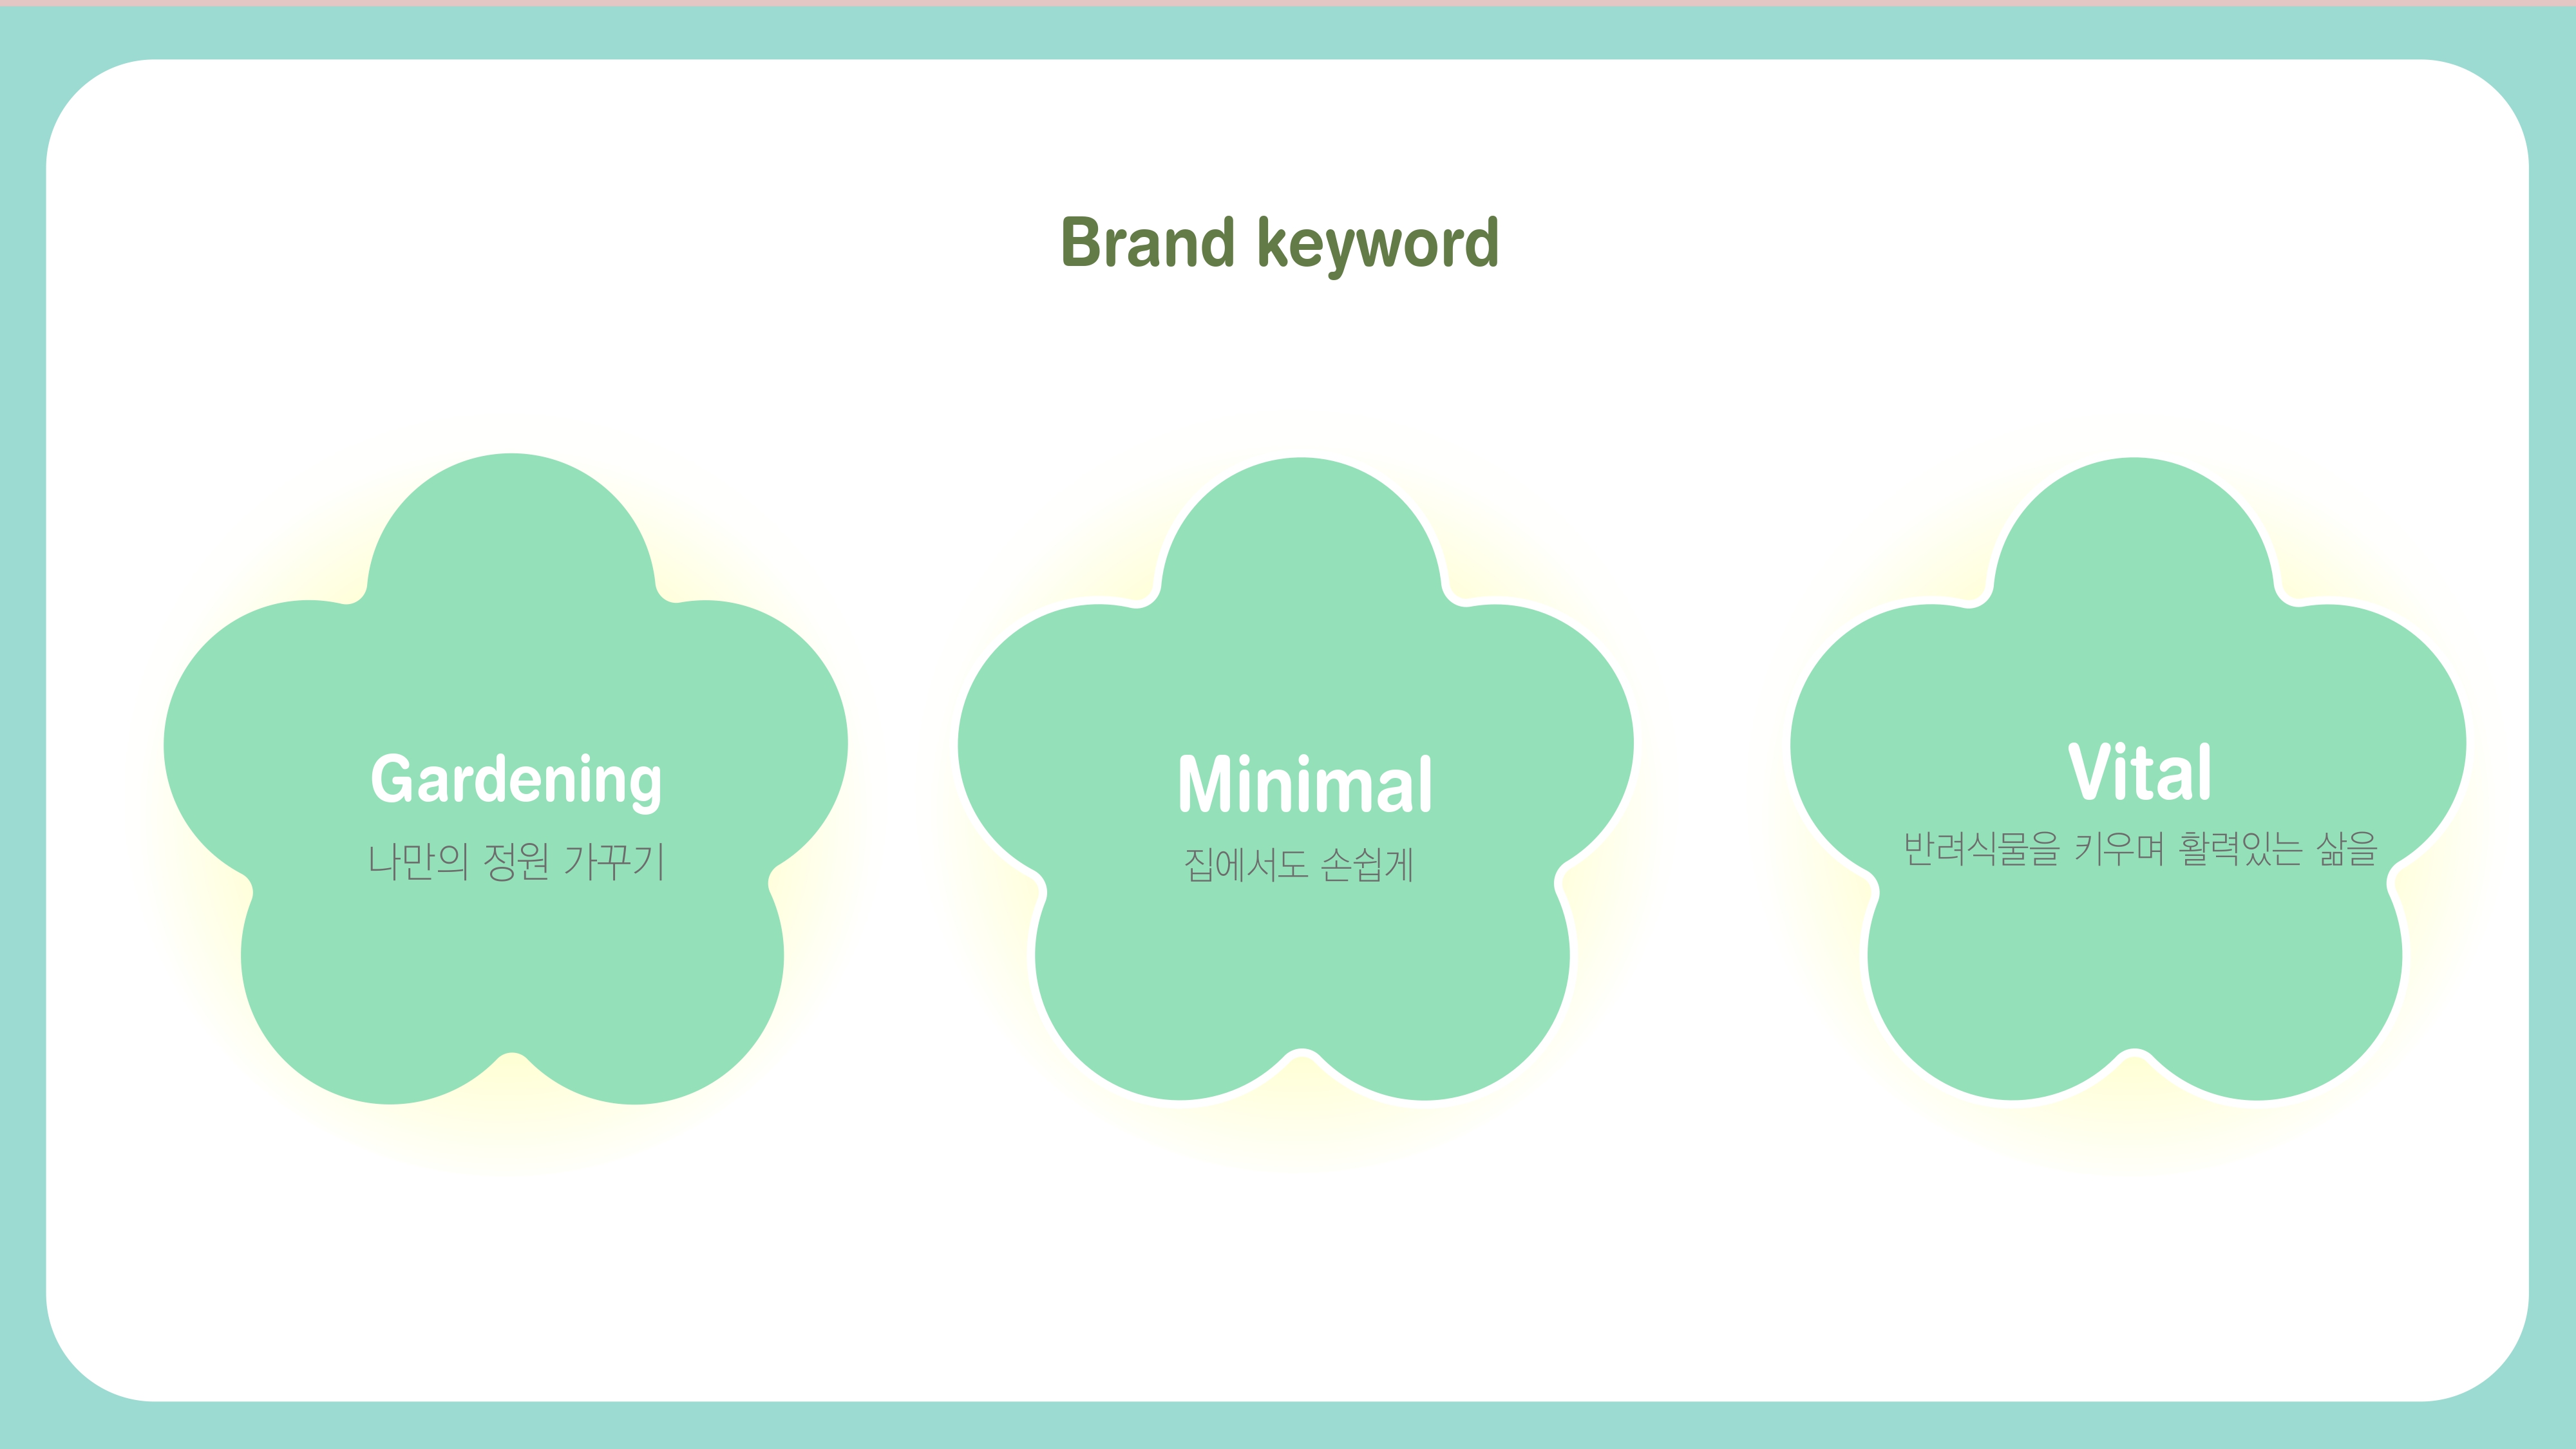 Brand keyword
Gardening
나만의 정원 가꾸기
Minimal
집에서도 손쉽게
Vital
반려식물을 키우며 활력있는 삶을